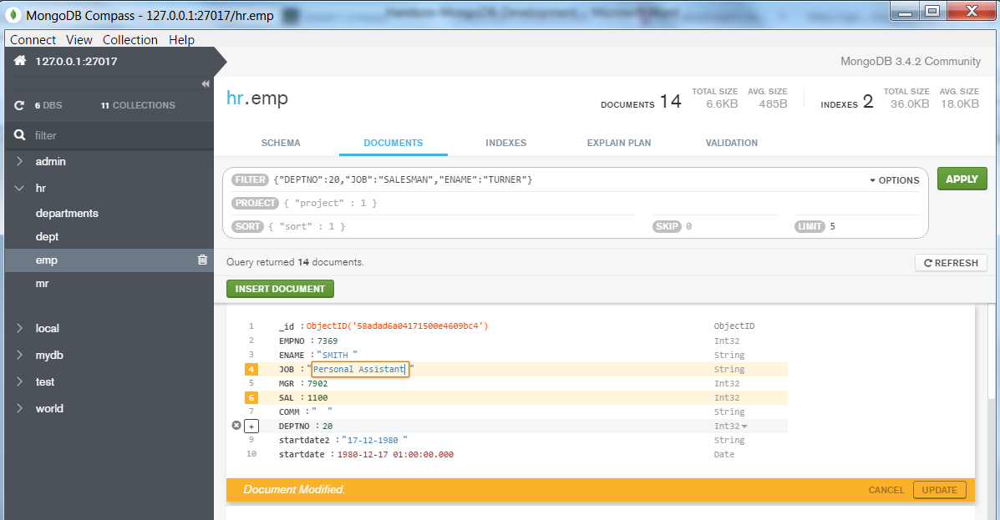 MongoDB Compass - 127.0.0.1:27017/hr.emp
Connect View Collection Help
127.0.0.1:27017
MongoDB 3.4.2 Community
6 DBS 11 COLLECTIONS
filter
admin
hr
departments
dept
emp
mr
local
mydb
test
world
hr.emp
DOCUMENTS 14 TOTAL SIZE 6.6KB AVG. SIZE 485B
INDEXES 2 TOTAL SIZE 36.0KB AVG. SIZE 18.0KB
SCHEMA DOCUMENTS INDEXES EXPLAIN PLAN VALIDATION
FILTER {"DEPTNO":20,"JOB":"SALESMAN","ENAME":"TURNER"} OPTIONS APPLY
PROJECT { "project" : 1 }
SORT { "sort" : 1 } SKIP 0 LIMIT 5
Query returned 14 documents. REFRESH
INSERT DOCUMENT
1 _id : ObjectID('58adad6a04171500e4609bc4') ObjectID
2 EMPNO : 7369 Int32
3 ENAME : "SMITH " String
4 JOB : "Personal Assistant " String
5 MGR : 7902 Int32
6 SAL : 1100 Int32
7 COMM : " " String
+ DEPTNO : 20 Int32
9 startdate2 : "17-12-1980 " String
10 startdate : 1980-12-17 01:00:00.000 Date
Document Modified. CANCEL UPDATE